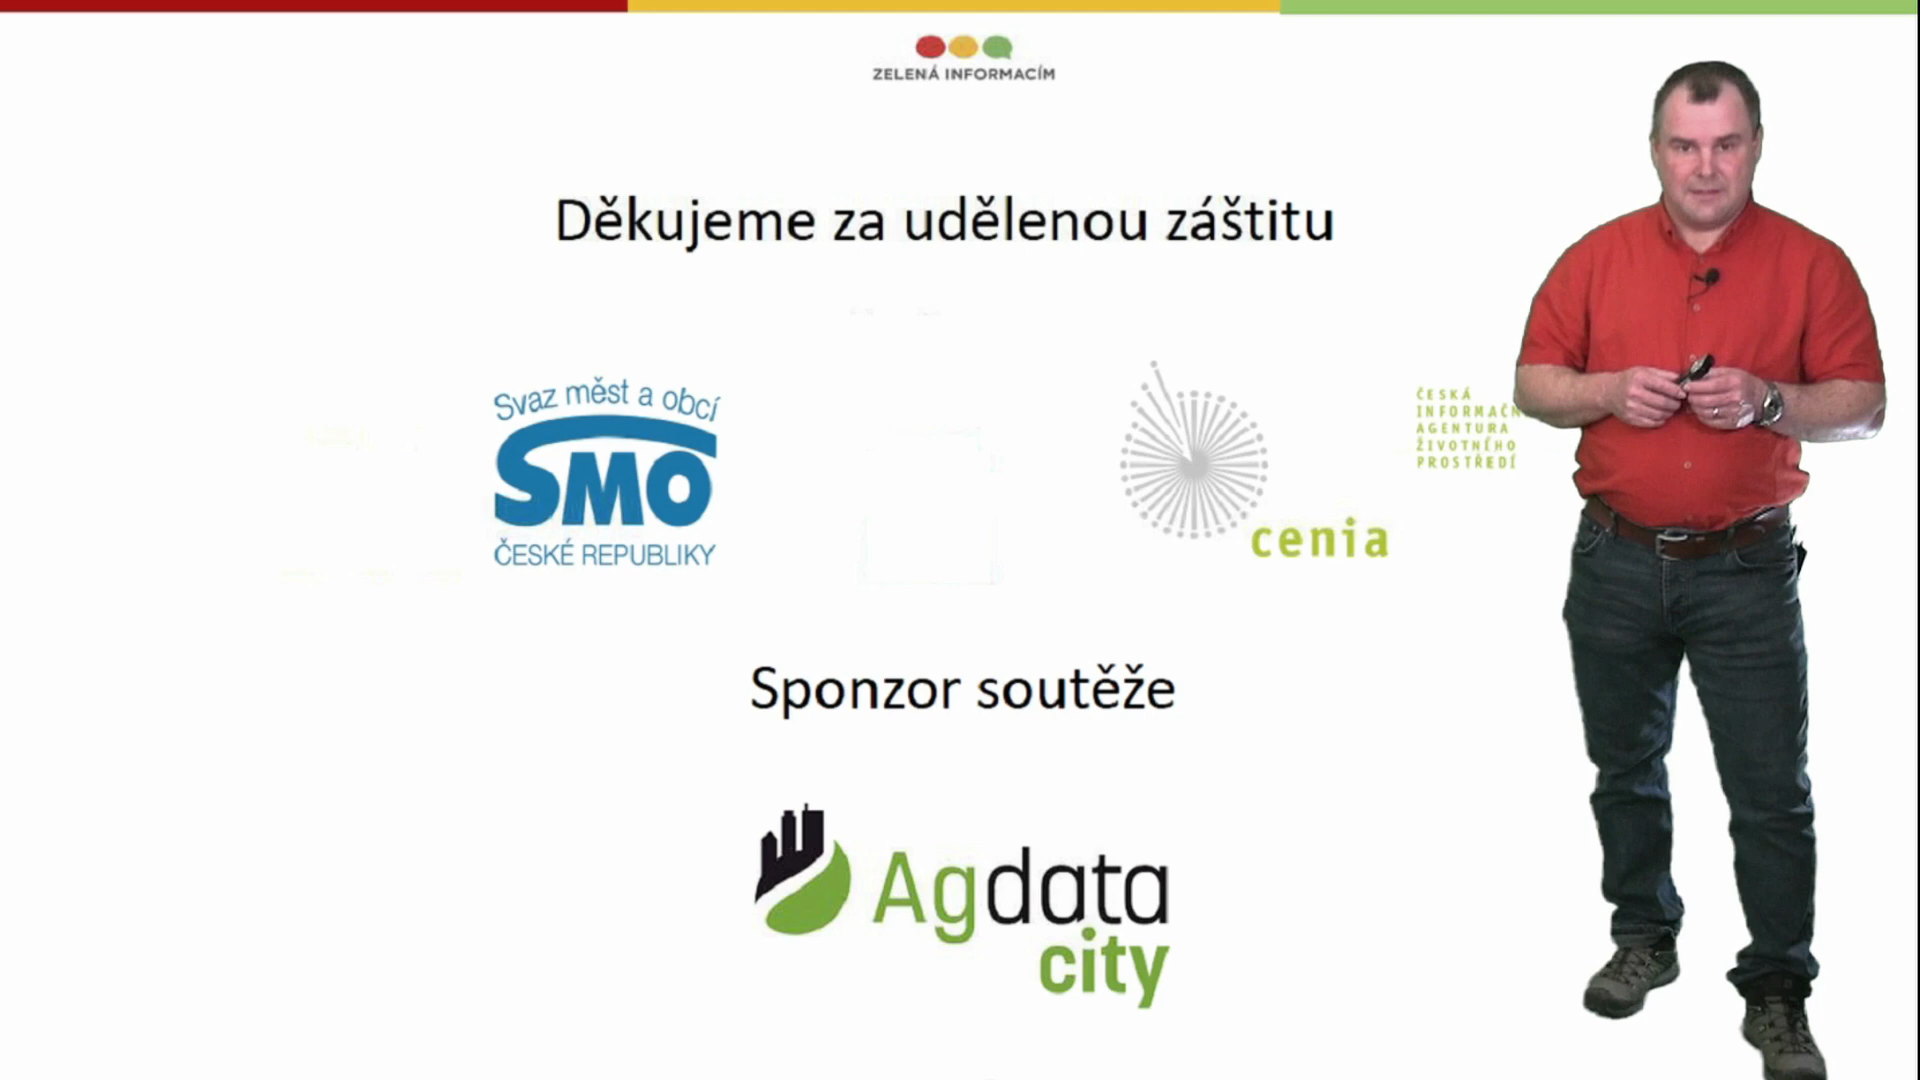 ZELENÁ INFORMACÍM
Děkujeme za udělenou záštitu
Svaz měst a obcí
SMO
ČESKÉ REPUBLIKY
cenia
ČESKÁ
AGENTURA
ŽIVOTNÍHO
PROSTŘEDÍ
Sponzor soutěže
Agdata
city